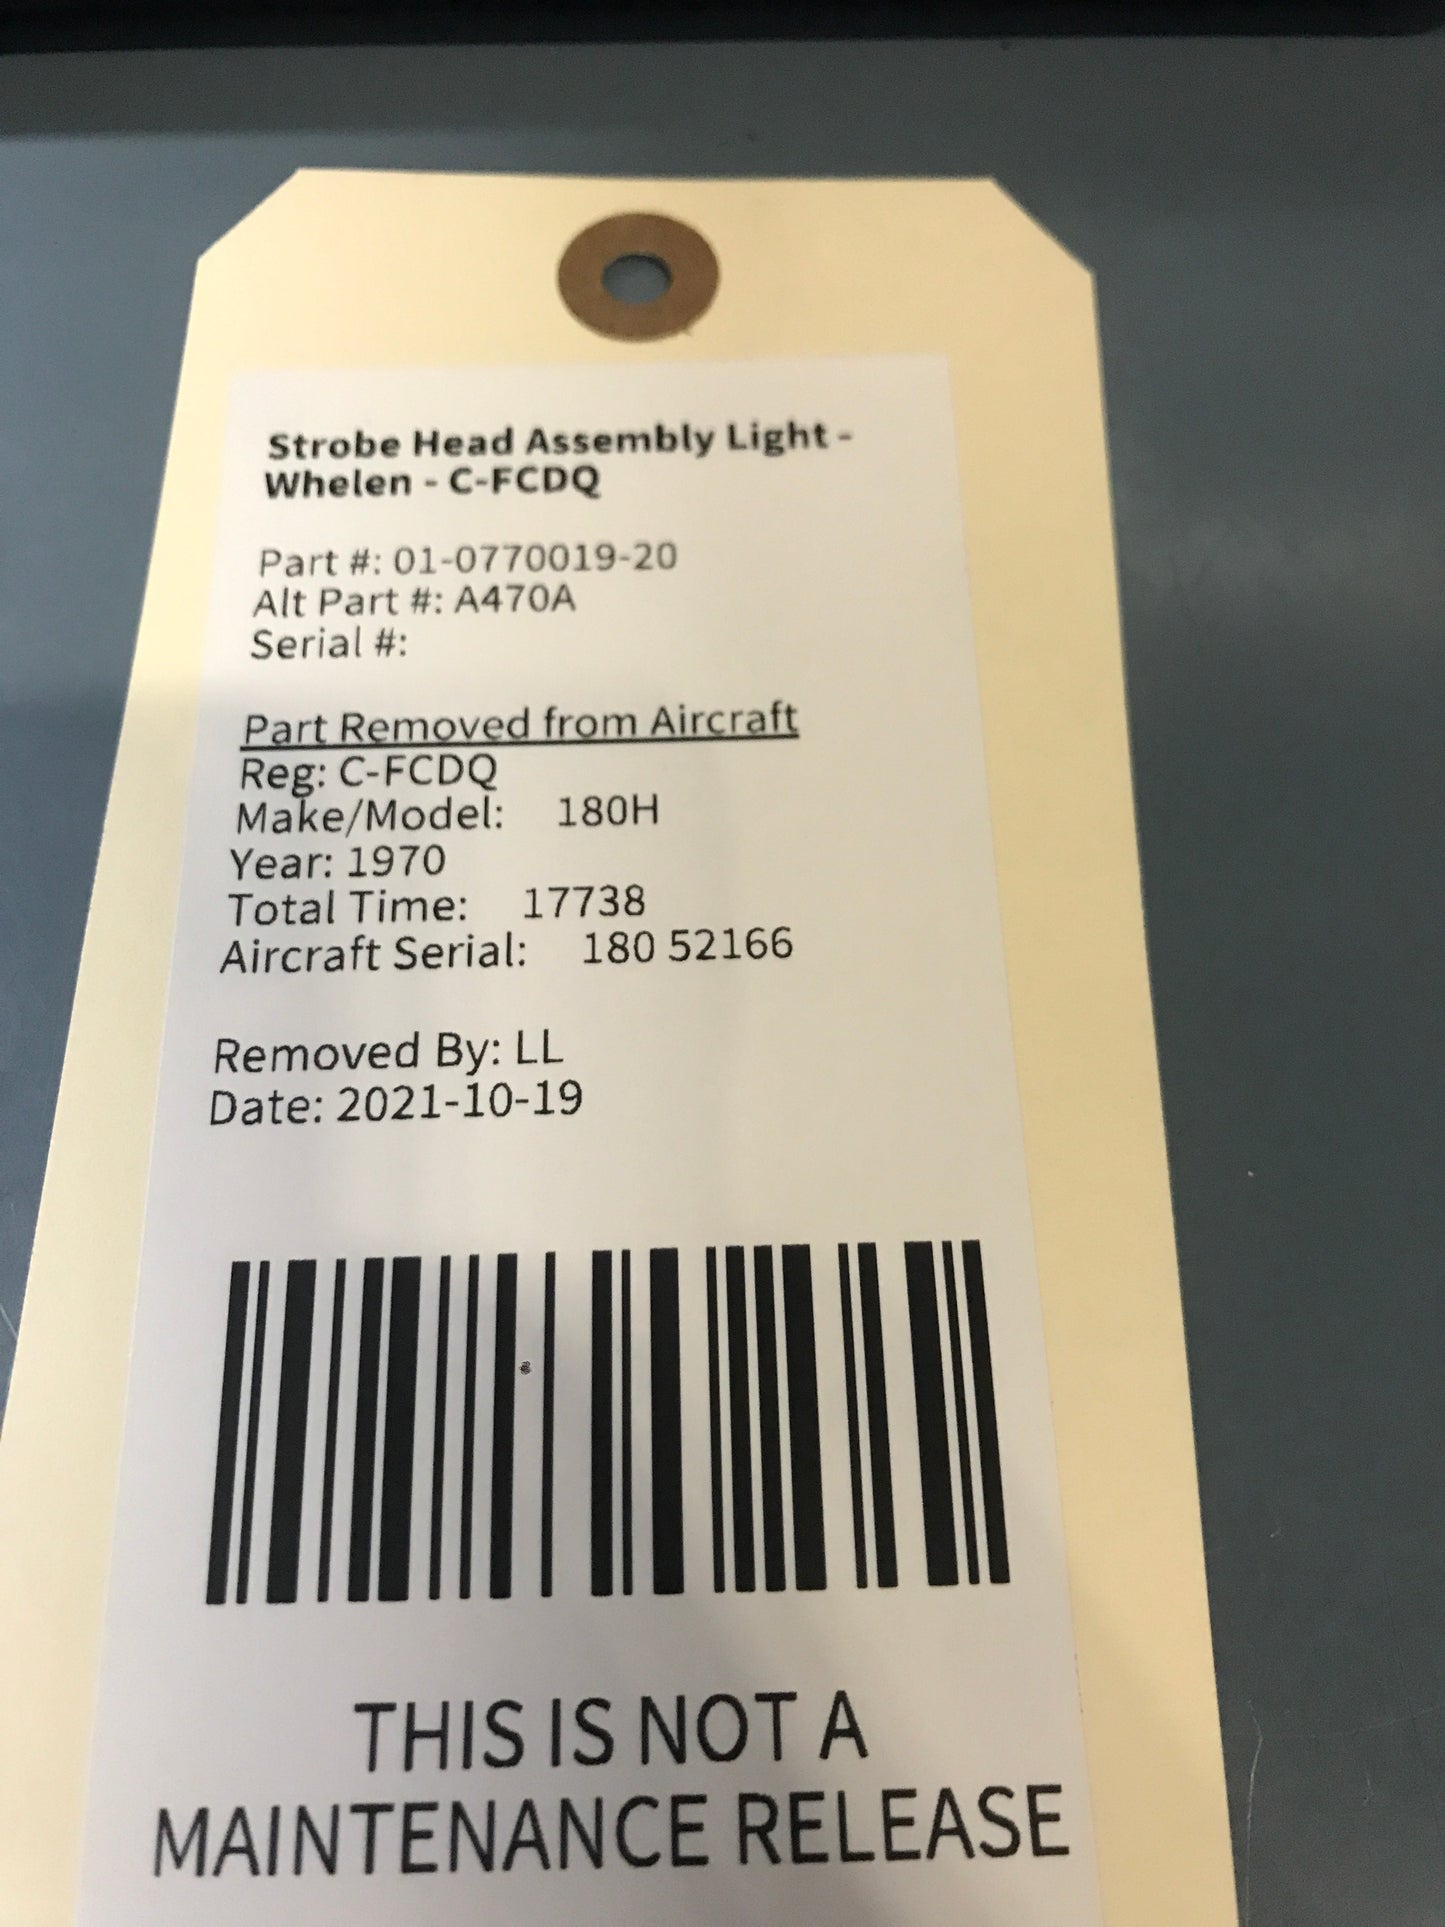 Strobe Head Assembly Light -
Whelen - C-FCDQ
Part #: 01-0770019-20
Alt Part #: A470A
Serial #:
Part Removed from Aircraft
Reg: C-FCDQ
Make/Model: 180H
Year: 1970
Total Time: 17738
Aircraft Serial: 180 52166
Removed By: LL
Date: 2021-10-19
THIS IS NOT A
MAINTENANCE RELEASE